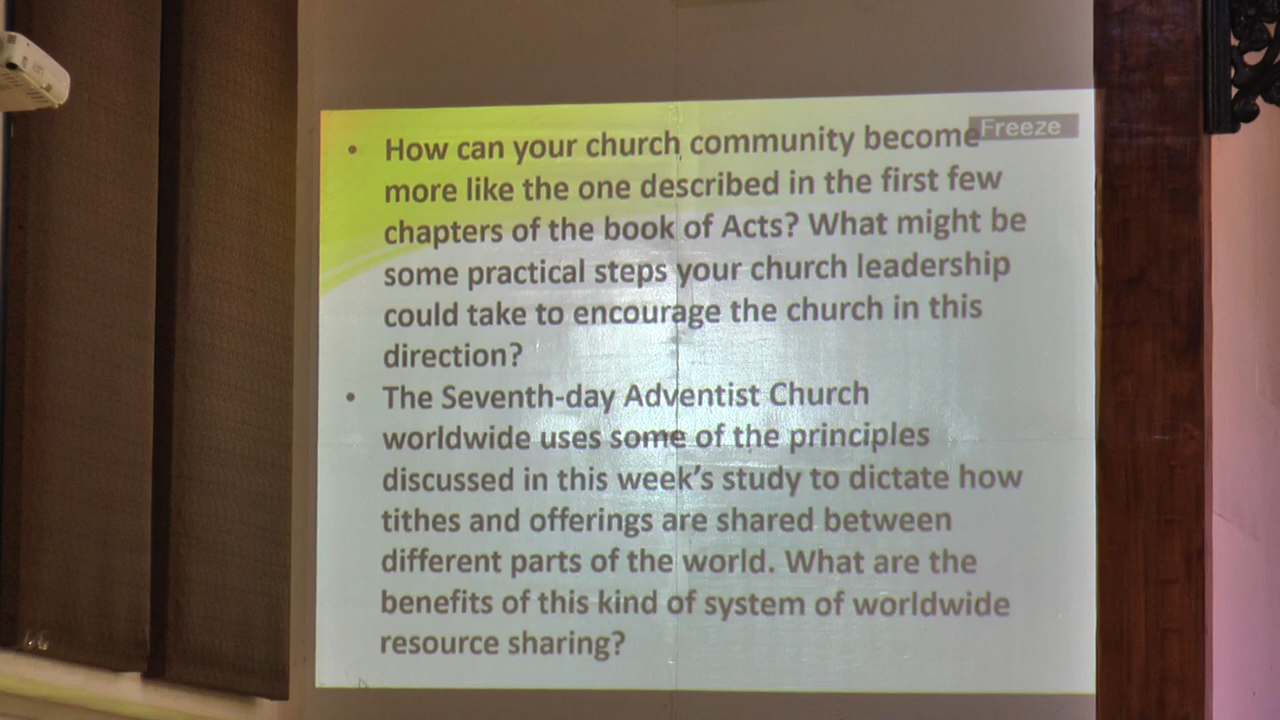 Freeze
• How can your church community become
more like the one described in the first few
chapters of the book of Acts? What might be
some practical steps your church leadership
could take to encourage the church in this
direction?
• The Seventh-day Adventist Church
worldwide uses some of the principles
discussed in this week's study to dictate how
tithes and offerings are shared between
different parts of the world. What are the
benefits of this kind of system of worldwide
resource sharing?